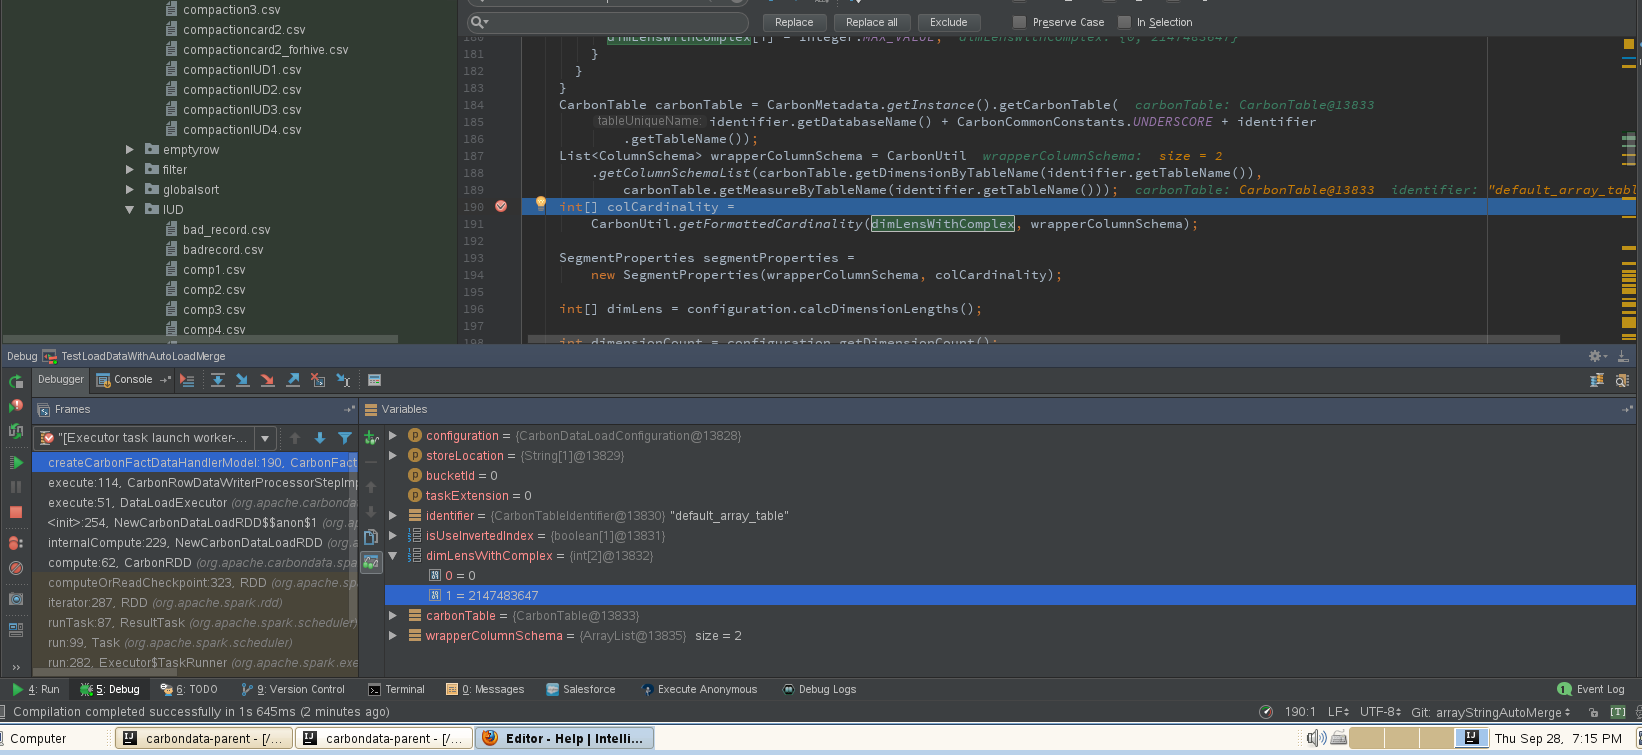 compaction3.csv
compactioncard2.csv
compactioncard2_forhive.csv
compactionIUD1.csv
compactionIUD2.csv
compactionIUD3.csv
compactionIUD4.csv
emptyrow
filter
globalsort
IUD
bad_record.csv
badrecord.csv
comp1.csv
comp2.csv
comp3.csv
comp4.csv
Replace Replace all Exclude Preserve Case In Selection
180 dimLensWithComplex[i] = Integer.MAX_VALUE; dimLensWithComplex: {0, 2147483647}
181 }
182 }
183 }
184 CarbonTable carbonTable = CarbonMetadata.getInstance().getCarbonTable( carbonTable: CarbonTable@13833
185 tableUniqueName: identifier.getDatabaseName() + CarbonCommonConstants.UNDERSCORE + identifier
186 .getTableName());
187 List<ColumnSchema> wrapperColumnSchema = CarbonUtil wrapperColumnSchema: size = 2
188 .getColumnSchemaList(carbonTable.getDimensionByTableName(identifier.getTableName()),
189 carbonTable.getMeasureByTableName(identifier.getTableName())); carbonTable: CarbonTable@13833 identifier: "default_array_tabl
190 int[] colCardinality =
191 CarbonUtil.getFormattedCardinality(dimLensWithComplex, wrapperColumnSchema);
192
193 SegmentProperties segmentProperties =
194 new SegmentProperties(wrapperColumnSchema, colCardinality);
195
196 int[] dimLens = configuration.calcDimensionLengths();
197
198 int dimensionCount = configuration.getDimensionCount();
Debug TestLoadDataWithAutoLoadMerge
Debugger Console
Frames
"[Executor task launch worker-...
createCarbonFactDataHandlerModel:190, CarbonFact
execute:114, CarbonRowDataWriterProcessorStepImp
execute:51, DataLoadExecutor (org.apache.carbonda
<init>:254, NewCarbonDataLoadRDD$$anon$1 (org.ap
internalCompute:229, NewCarbonDataLoadRDD (org.a
compute:62, CarbonRDD (org.apache.carbondata.spa
computeOrReadCheckpoint:323, RDD (org.apache.sp
iterator:287, RDD (org.apache.spark.rdd)
runTask:87, ResultTask (org.apache.spark.scheduler)
run:99, Task (org.apache.spark.scheduler)
run:282, Executor$TaskRunner (org.apache.spark.exe
Variables
configuration = {CarbonDataLoadConfiguration@13828}
storeLocation = {String[1]@13829}
bucketId = 0
taskExtension = 0
identifier = {CarbonTableIdentifier@13830} "default_array_table"
isUseInvertedIndex = {boolean[1]@13831}
dimLensWithComplex = {int[2]@13832}
0 = 0
1 = 2147483647
carbonTable = {CarbonTable@13833}
wrapperColumnSchema = {ArrayList@13835} size = 2
4: Run 5: Debug 6: TODO 9: Version Control Terminal 0: Messages Salesforce Execute Anonymous Debug Logs 1 Event Log
Compilation completed successfully in 1s 645ms (2 minutes ago) 190:1 LF UTF-8 Git: arrayStringAutoMerge [T]
Computer carbondata-parent - [/... carbondata-parent - [/... Editor - Help | Intelli... Thu Sep 28, 7:15 PM